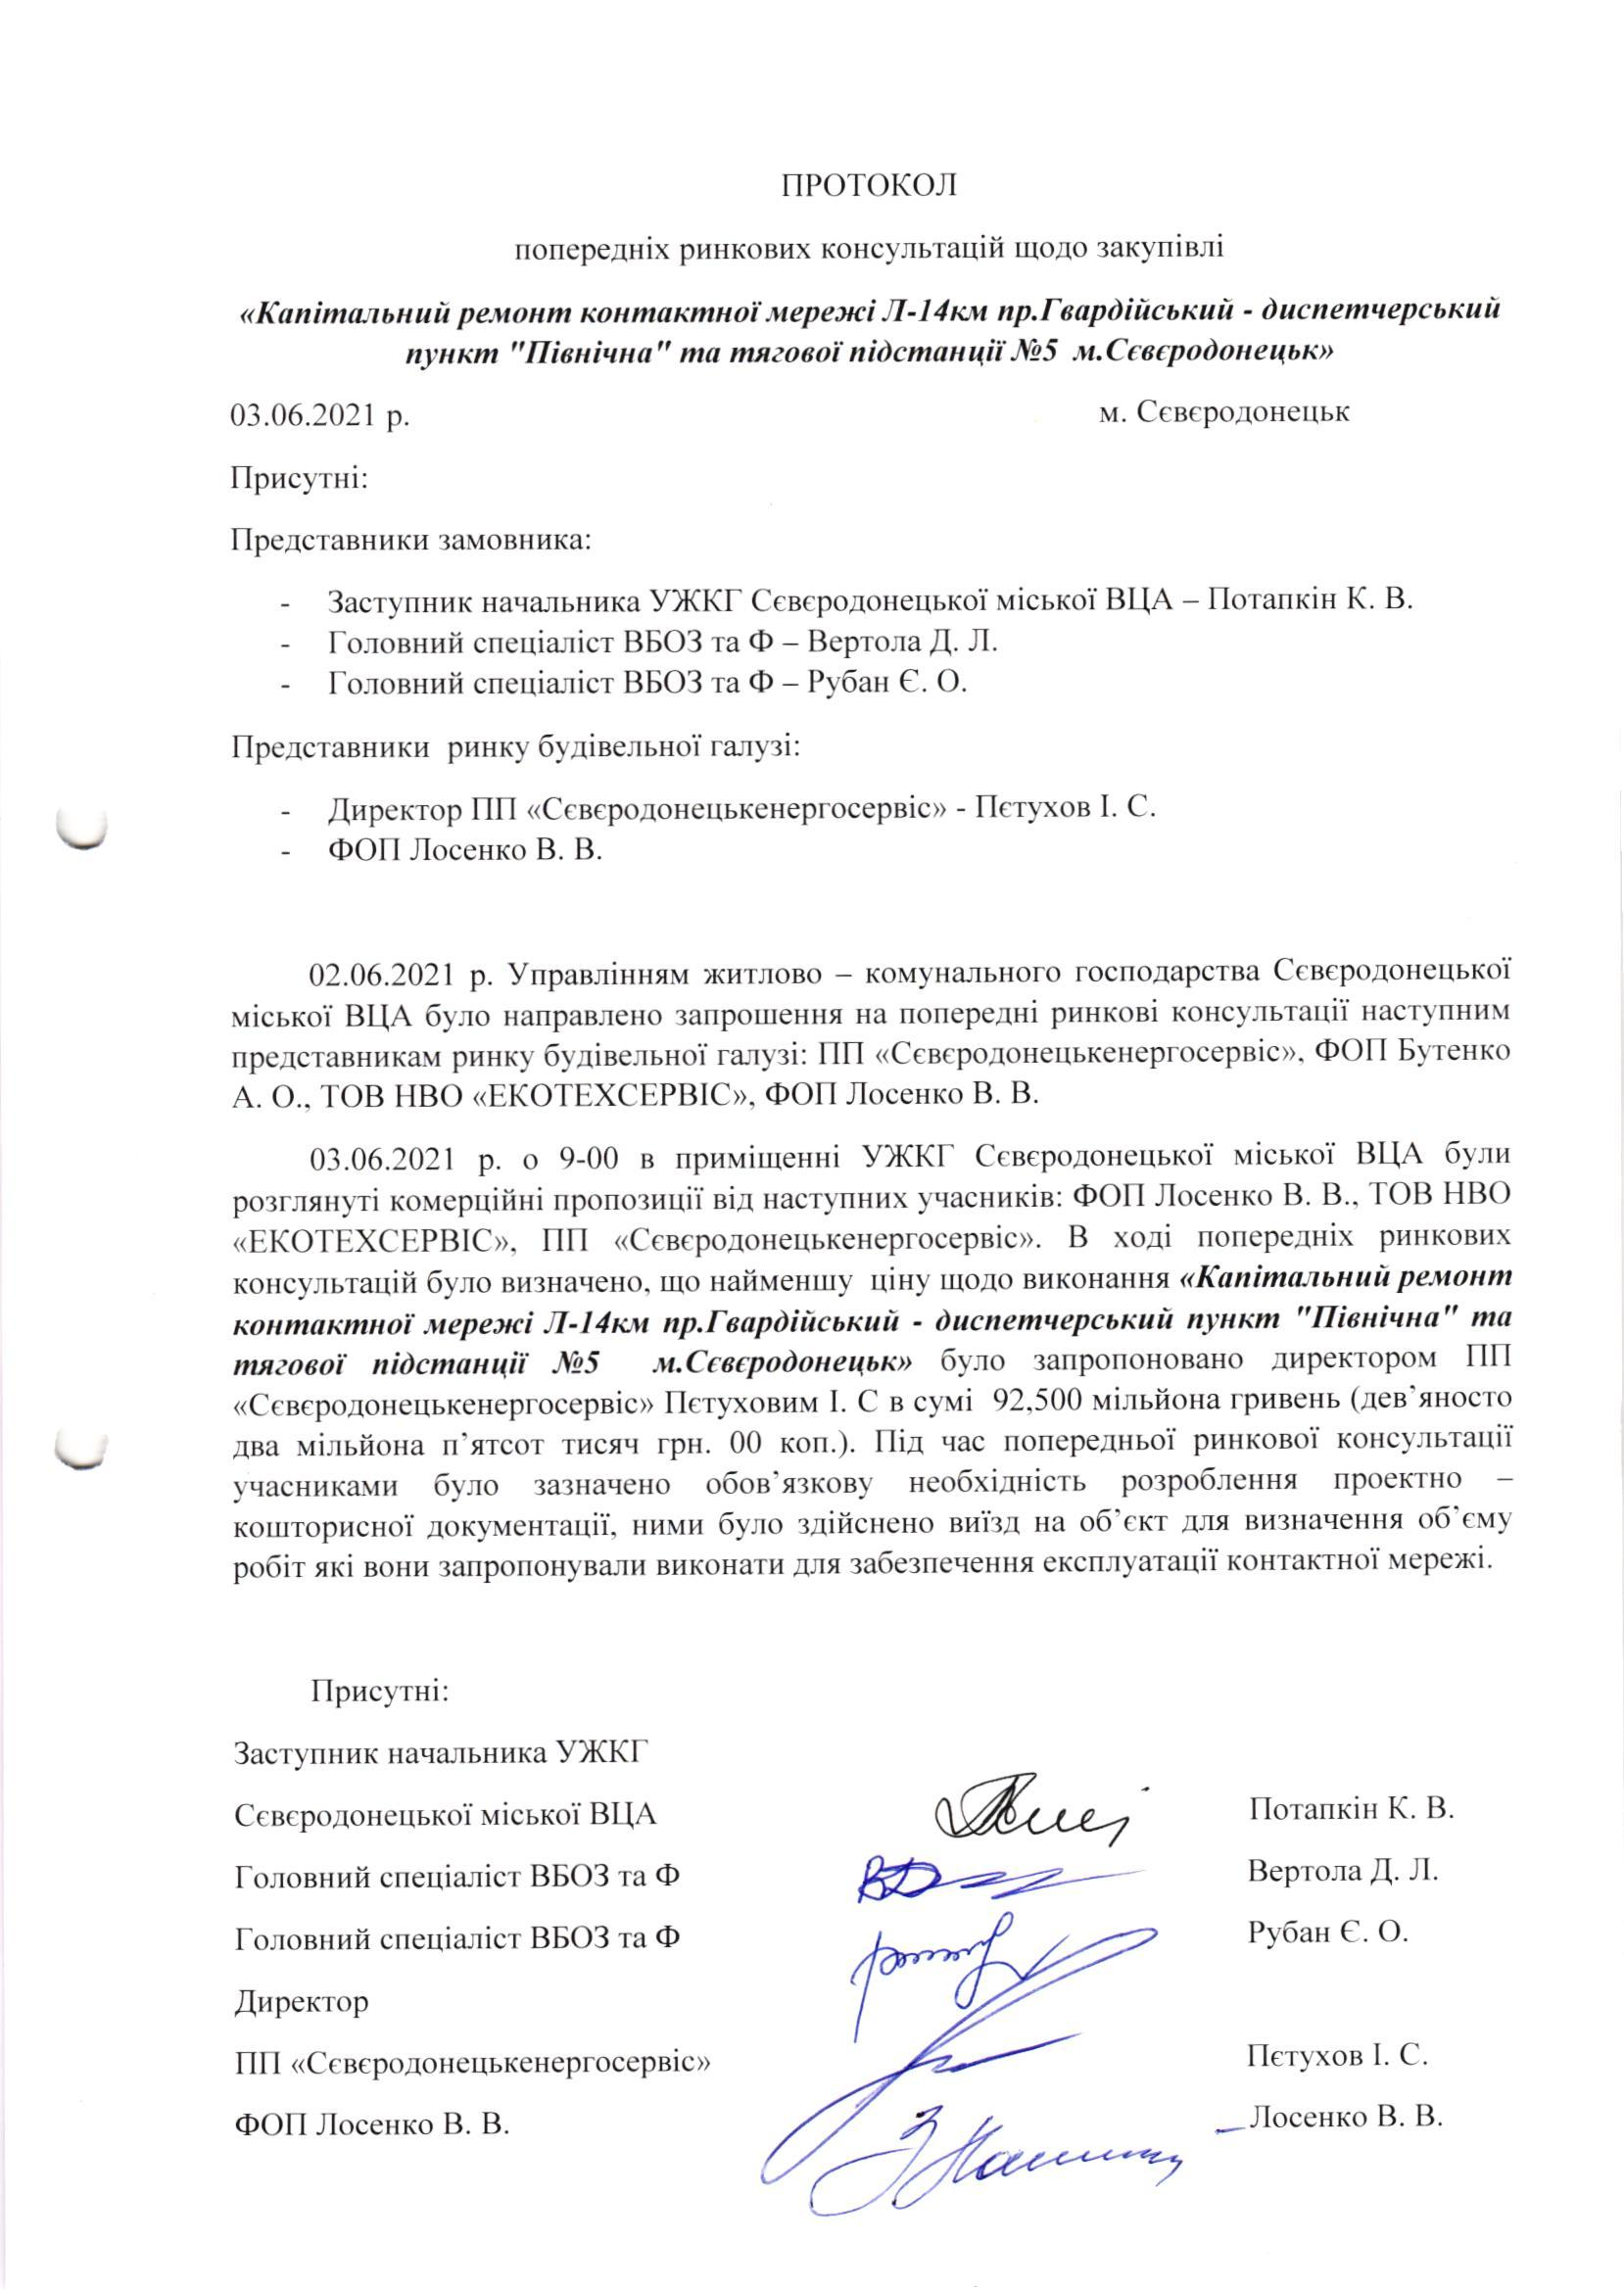 ПРОТОКОЛ
попередніх ринкових консультацій щодо закупівлі
«Капітальний ремонт контактної мережі Л-14км пр.Гвардійський - диспетчерський
пункт "Північна" та тягової підстанції №5 м.Сєвєродонецьк»
03.06.2021 р. м. Сєвєродонецьк
Присутні:
Представники замовника:
- Заступник начальника УЖКГ Сєвєродонецької міської ВЦА – Потапкін К. В.
- Головний спеціаліст ВБОЗ та Ф – Вертола Д. Л.
- Головний спеціаліст ВБОЗ та Ф – Рубан Є. О.
Представники ринку будівельної галузі:
- Директор ПП «Сєвєродонецькенергосервіс» - Пєтухов І. С.
- ФОП Лосенко В. В.
02.06.2021 р. Управлінням житлово – комунального господарства Сєвєродонецької
міської ВЦА було направлено запрошення на попередні ринкові консультації наступним
представникам ринку будівельної галузі: ПП «Сєвєродонецькенергосервіс», ФОП Бутенко
А. О., ТОВ НВО «ЕКОТЕХСЕРВІС», ФОП Лосенко В. В.
03.06.2021 р. о 9-00 в приміщенні УЖКГ Сєвєродонецької міської ВЦА були
розглянуті комерційні пропозиції від наступних учасників: ФОП Лосенко В. В., ТОВ НВО
«ЕКОТЕХСЕРВІС», ПП «Сєвєродонецькенергосервіс». В ході попередніх ринкових
консультацій було визначено, що найменшу ціну щодо виконання «Капітальний ремонт
контактної мережі Л-14км пр.Гвардійський - диспетчерський пункт "Північна" та
тягової підстанції №5 м.Сєвєродонецьк» було запропоновано директором ПП
«Сєвєродонецькенергосервіс» Пєтуховим І. С в сумі 92,500 мільйона гривень (дев’яносто
два мільйона п’ятсот тисяч грн. 00 коп.). Під час попередньої ринкової консультації
учасниками було зазначено обов’язкову необхідність розроблення проектно –
кошторисної документації, ними було здійснено виїзд на об’єкт для визначення об’єму
робіт які вони запропонували виконати для забезпечення експлуатації контактної мережі.
Присутні:
Заступник начальника УЖКГ
Сєвєродонецької міської ВЦА Потапкін К. В.
Головний спеціаліст ВБОЗ та Ф Вертола Д. Л.
Головний спеціаліст ВБОЗ та Ф Рубан Є. О.
Директор
ПП «Сєвєродонецькенергосервіс» Пєтухов І. С.
ФОП Лосенко В. В. Лосенко В. В.